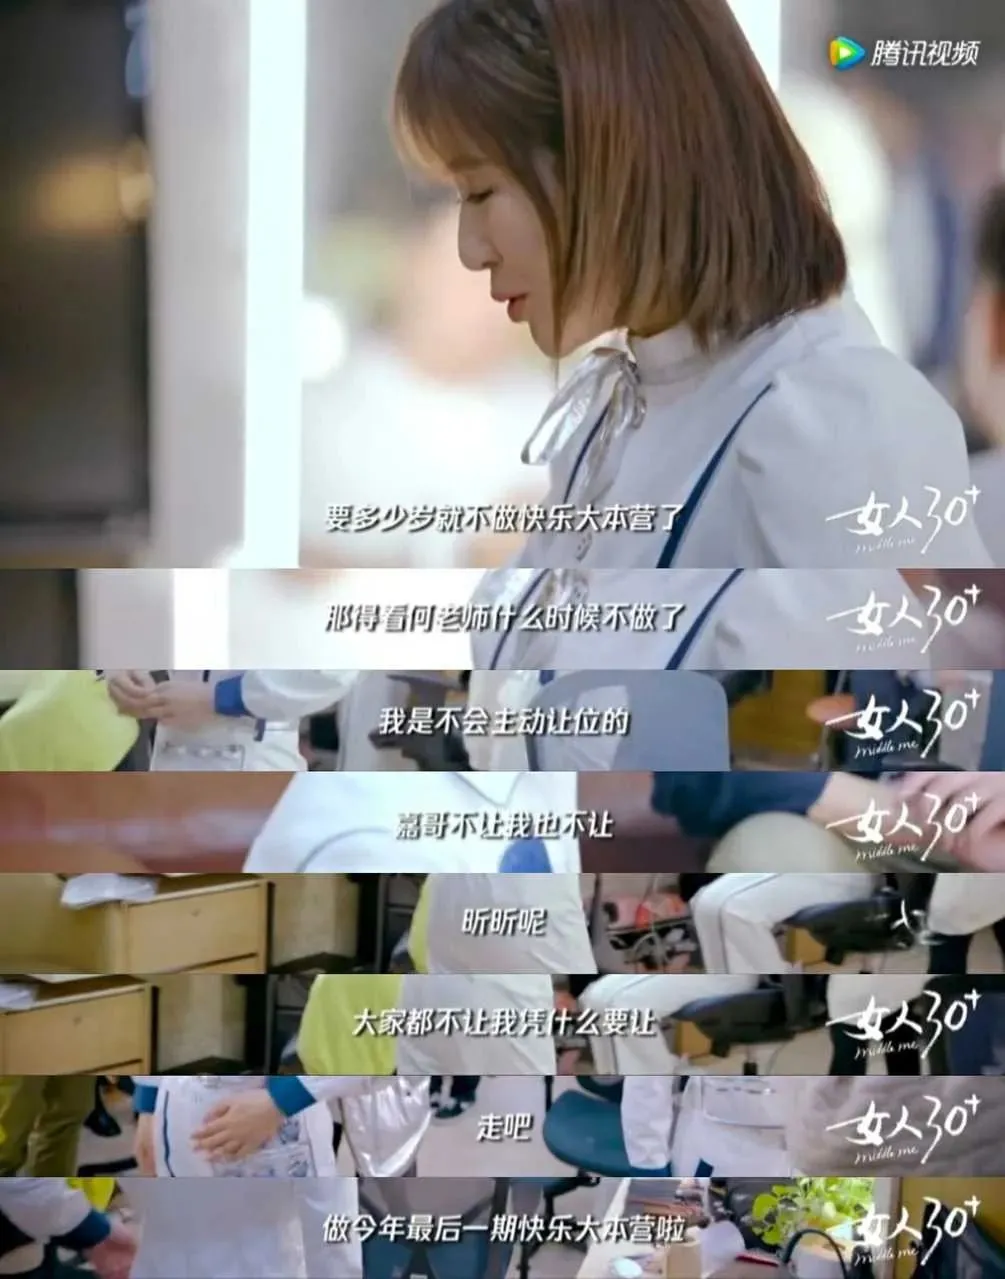 腾讯视频
要多少岁就不做快乐大本营了
女人30+
middle me
那得看何老师什么时候不做了
女人30+
middle me
我是不会主动让位的
女人30+
middle me
嘉哥不让我也不让
女人30+
middle me
昕昕呢
大家都不让我凭什么要让
女人30+
middle me
走吧
女人30+
middle me
做今年最后一期快乐大本营啦
女人30+
middle me